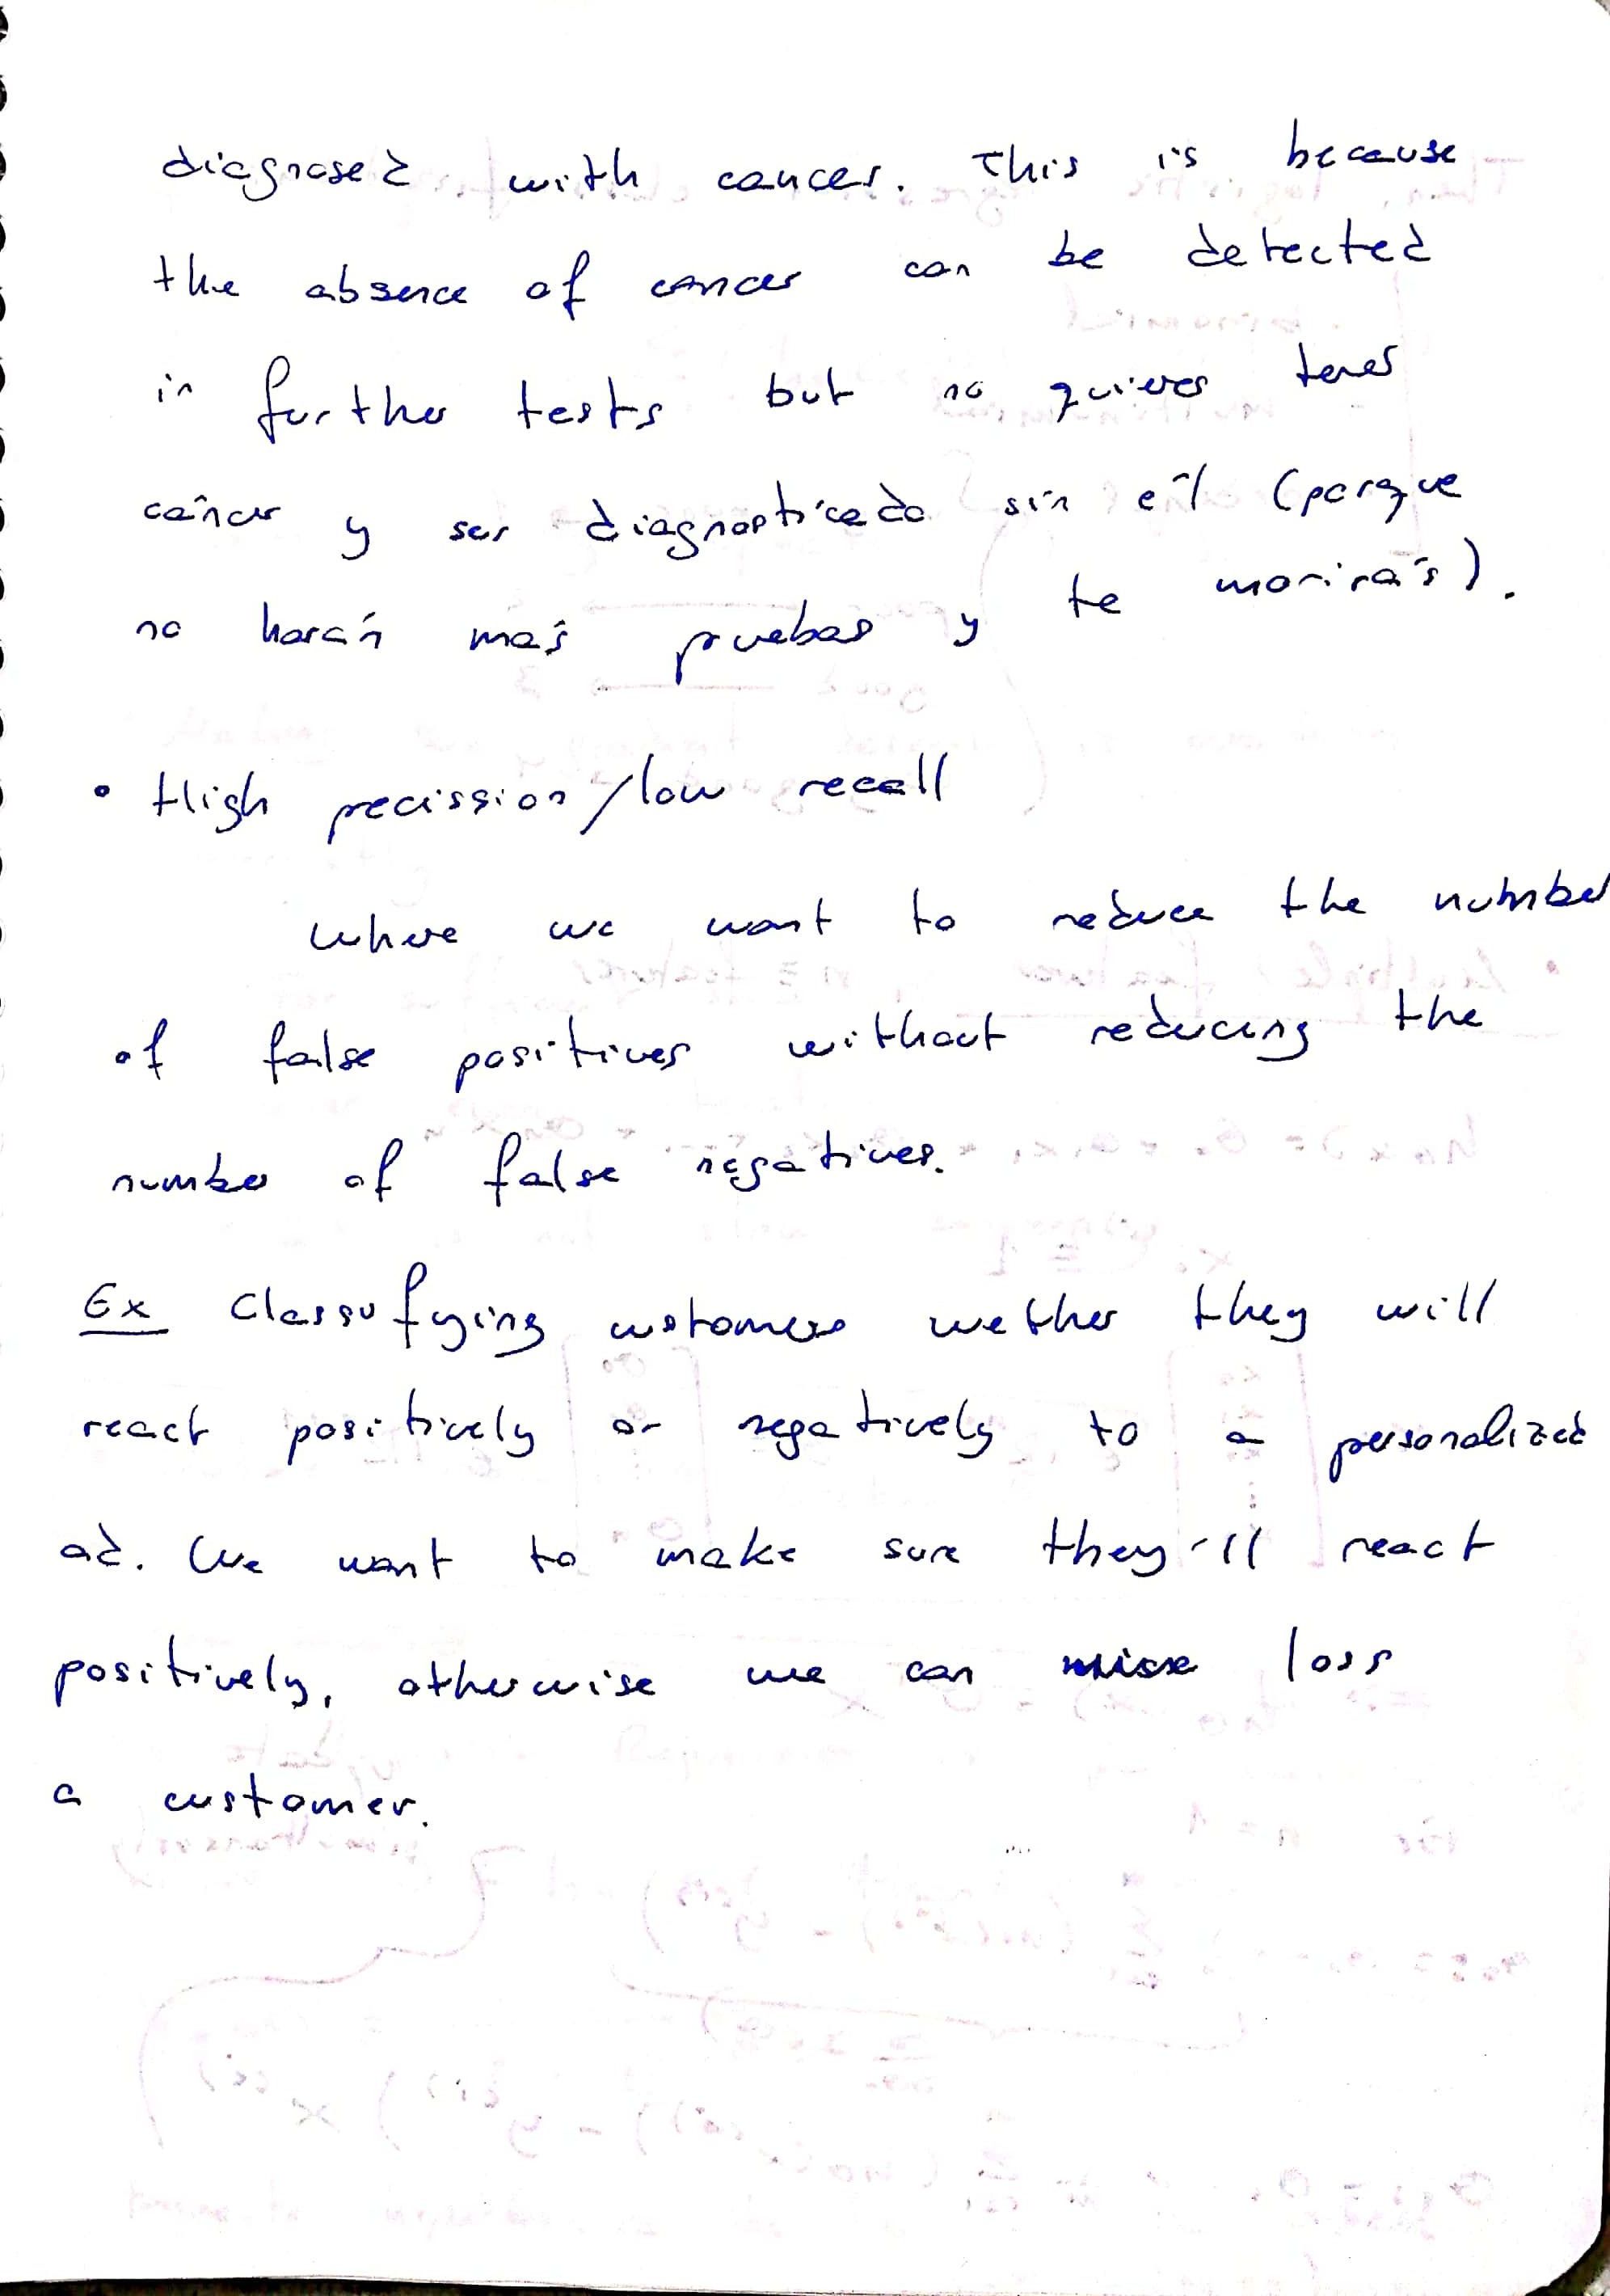 diagnosed with cancer. This is because
the absence of cancer can be detected
in further tests but no quieres tener
cáncer y ser diagnosticado sin él (porque
no harán más pruebas y te morirás).
• High precission/low recall
Where we want to reduce the number
of false positives without reducing the
number of false negatives.
Ex Classufying customers wether they will
react positively or negatively to a personalized
ad. We want to make sure they'll react
positively, otherwise we can loss
a customer.